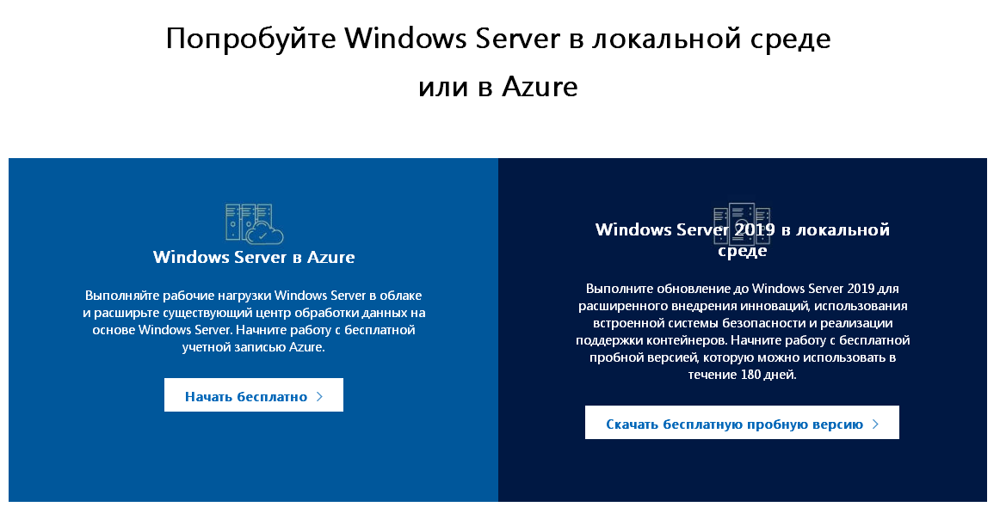 Попробуйте Windows Server в локальной среде
или в Azure
Windows Server в Azure
Выполняйте рабочие нагрузки Windows Server в облаке
и расширьте существующий центр обработки данных на
основе Windows Server. Начните работу с бесплатной
учетной записью Azure.
Начать бесплатно
Windows Server 2019 в локальной
среде
Выполните обновление до Windows Server 2019 для
расширенного внедрения инноваций, использования
встроенной системы безопасности и реализации
поддержки контейнеров. Начните работу с бесплатной
пробной версией, которую можно использовать в
течение 180 дней.
Скачать бесплатную пробную версию